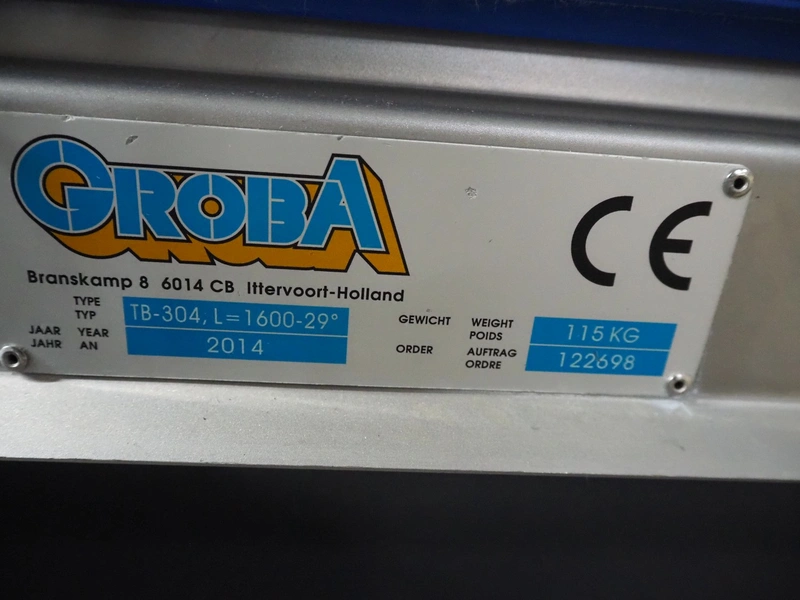 GROBA
CE
Branskamp 8 6014 CB Ittervoort-Holland
TYPE
TYP
TB-304, L=1600-29°
GEWICHT
WEIGHT
POIDS
115 KG
JAAR YEAR
JAHR AN
2014
ORDER
AUFTRAG
ORDRE
122698